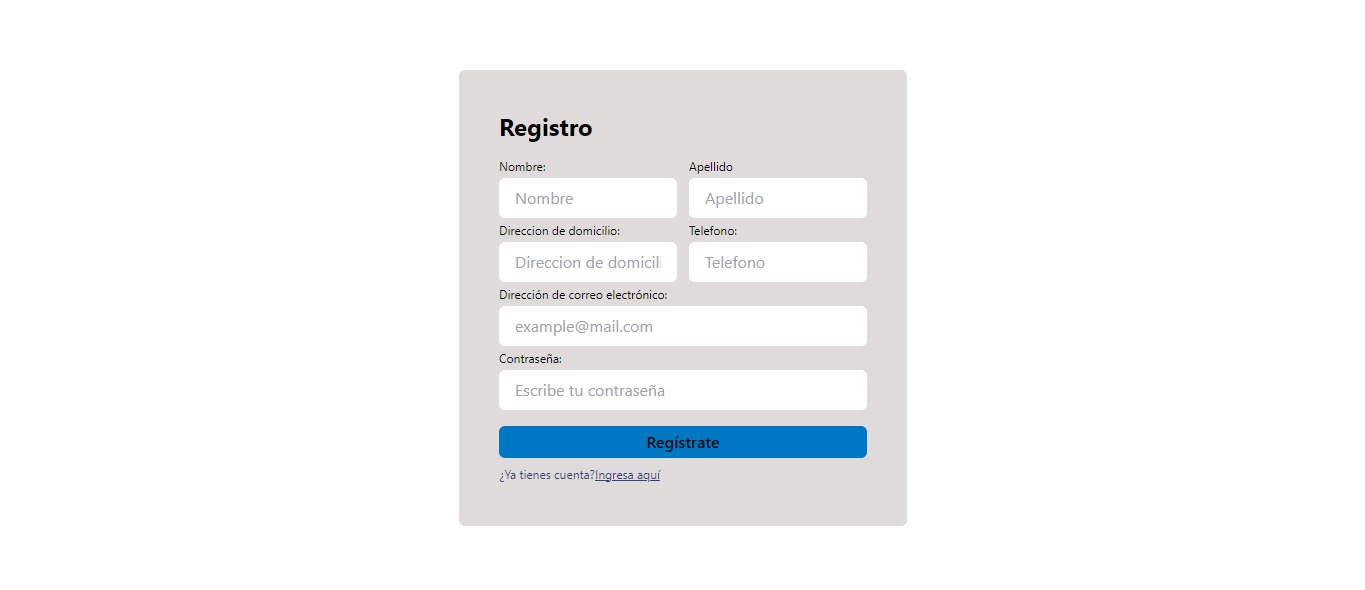 Registro
Nombre: Apellido
Nombre Apellido
Direccion de domicilio: Telefono:
Direccion de domicili Telefono
Dirección de correo electrónico:
example@mail.com
Contraseña:
Escribe tu contraseña
Regístrate
¿Ya tienes cuenta?Ingresa aquí